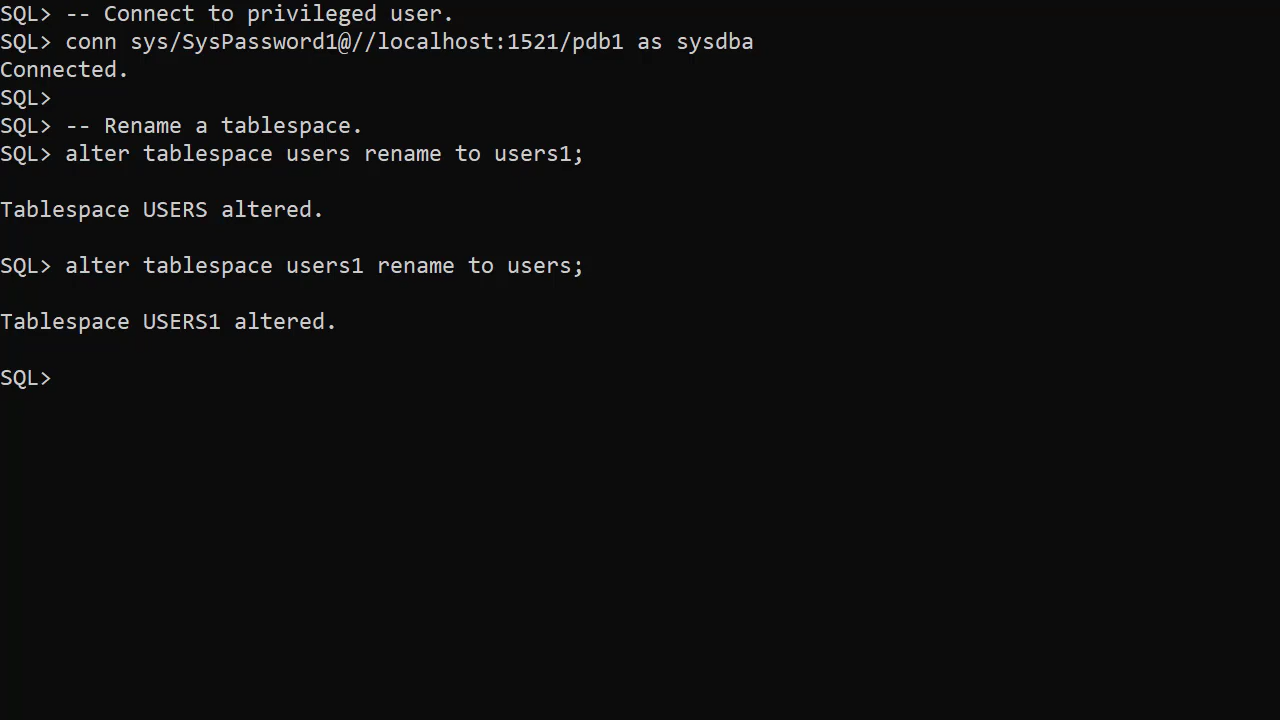 SQL> -- Connect to privileged user.
SQL> conn sys/SysPassword1@//localhost:1521/pdb1 as sysdba
Connected.
SQL>
SQL> -- Rename a tablespace.
SQL> alter tablespace users rename to users1;
Tablespace USERS altered.
SQL> alter tablespace users1 rename to users;
Tablespace USERS1 altered.
SQL>